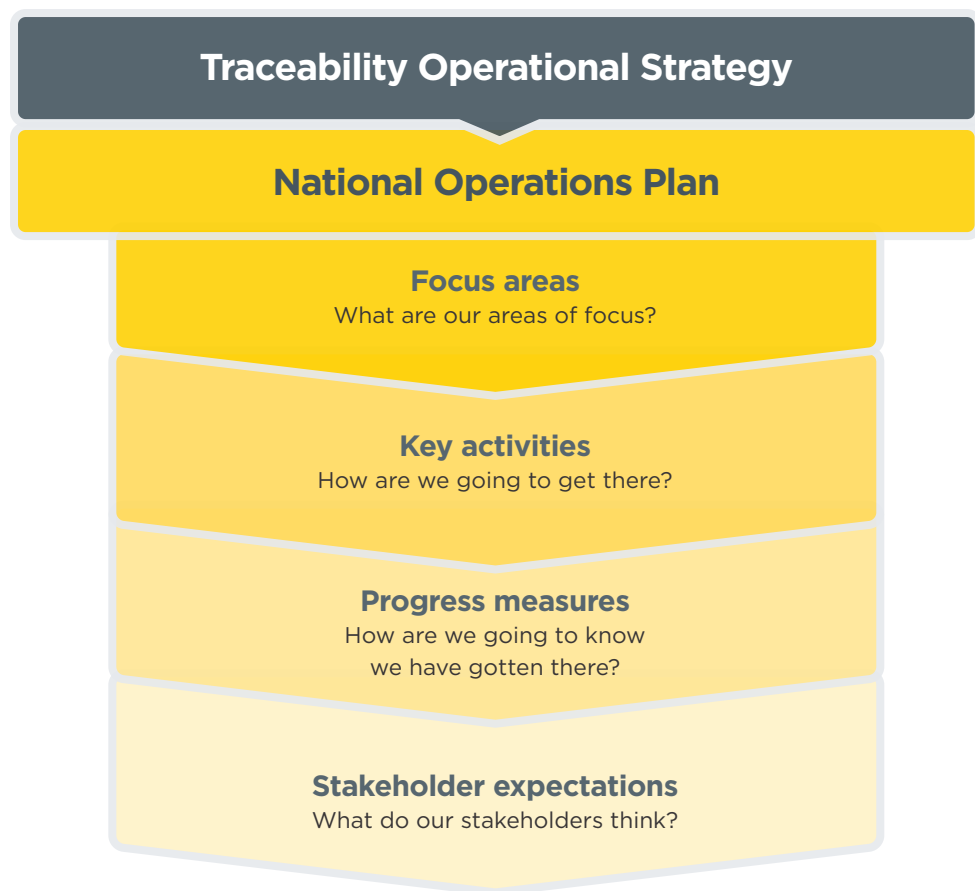 Traceability Operational Strategy
National Operations Plan
Focus areas
What are our areas of focus?
Key activities
How are we going to get there?
Progress measures
How are we going to know
we have gotten there?
Stakeholder expectations
What do our stakeholders think?